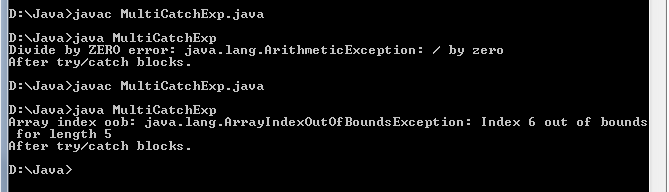 D:\Java>javac MultiCatchExp.java
D:\Java>java MultiCatchExp
Divide by ZERO error: java.lang.ArithmeticException: / by zero
After try/catch blocks.
D:\Java>javac MultiCatchExp.java
D:\Java>java MultiCatchExp
Array index oob: java.lang.ArrayIndexOutOfBoundsException: Index 6 out of bounds
 for length 5
After try/catch blocks.
D:\Java>